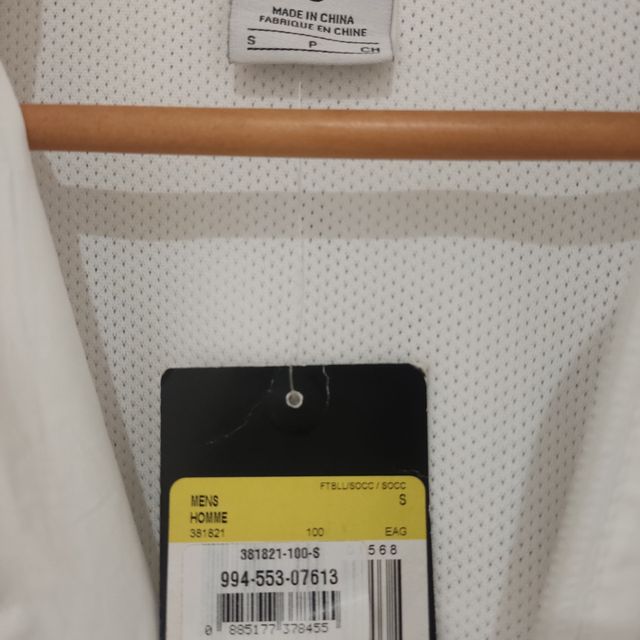 MADE IN CHINA
FABRIQUÉ EN CHINE
S P CH
FTBLL/SOCC / SOCC
MENS S
HOMME
381821 100 EAG
381821-100-S 568
994-553-07613
0 885177 378455